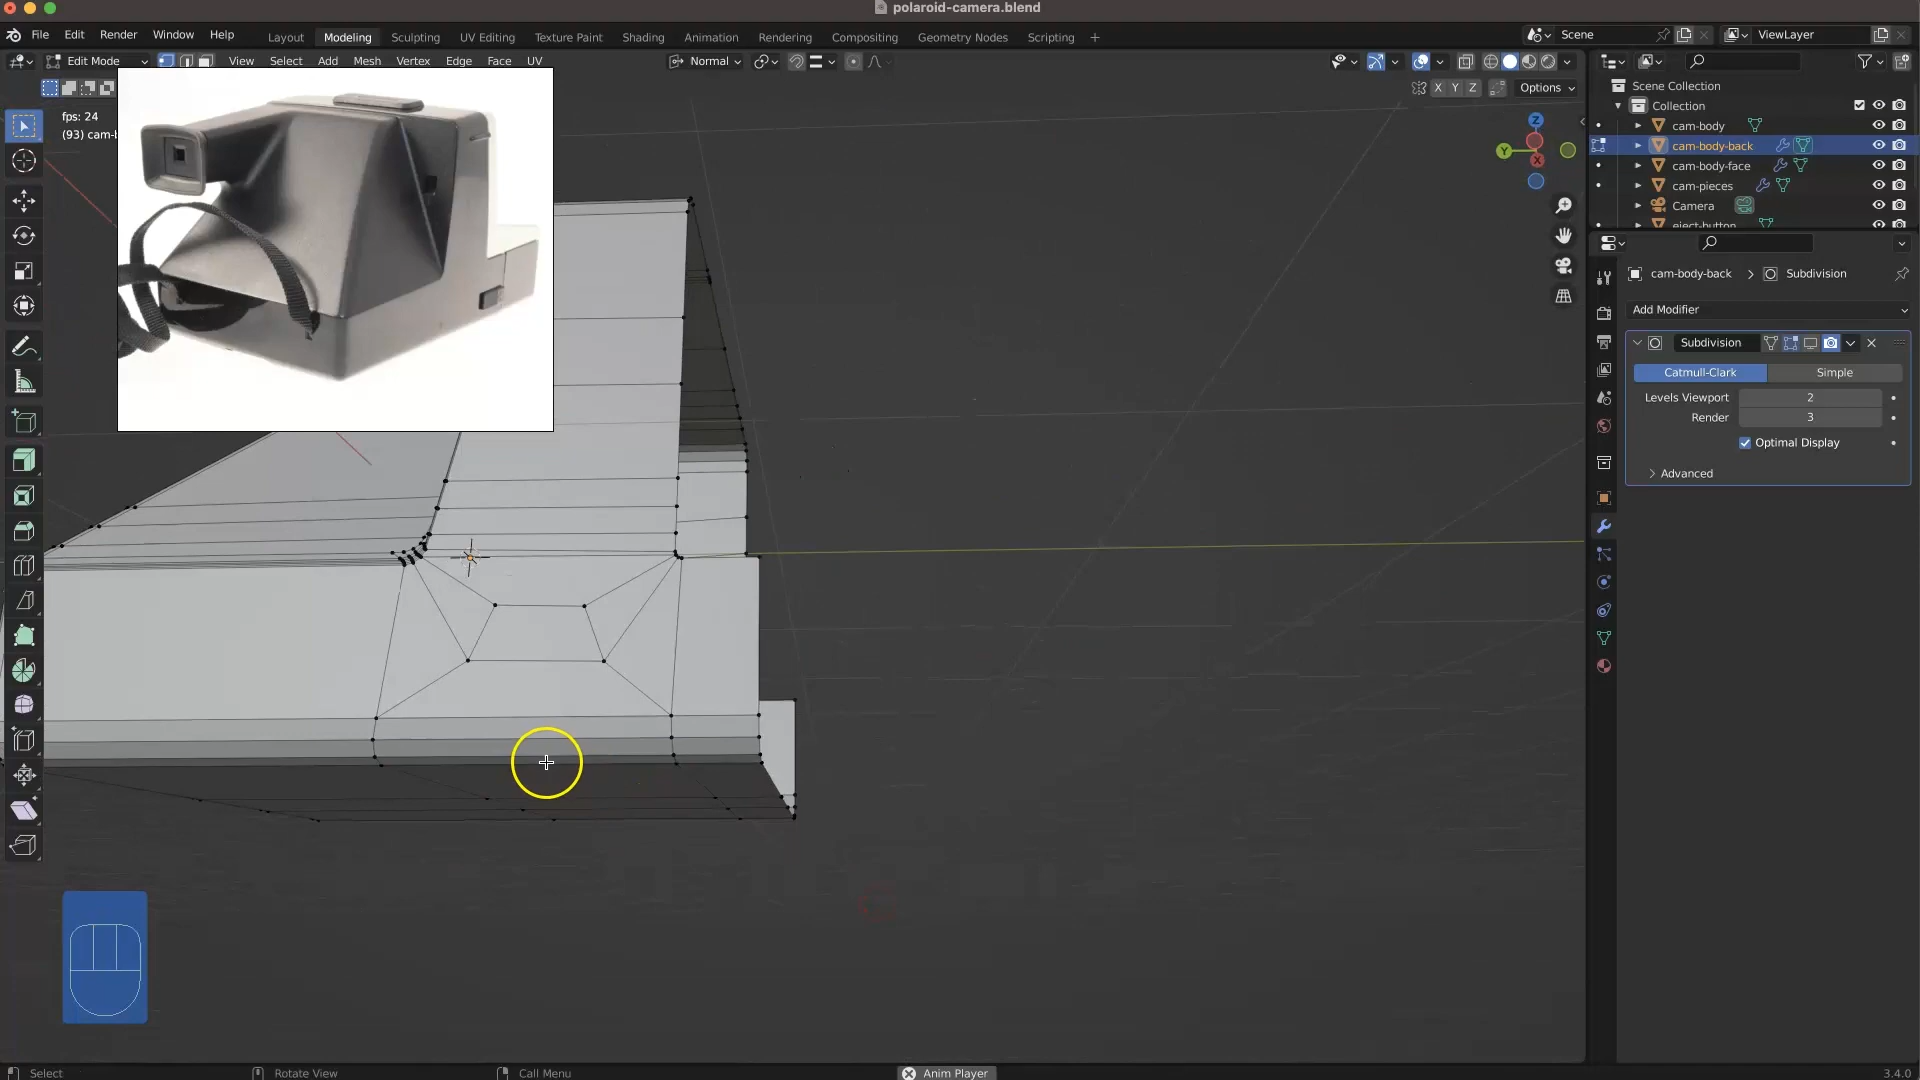 polaroid-camera.blend
File Edit Render Window Help Layout Modeling Sculpting UV Editing Texture Paint Shading Animation Rendering Compositing Geometry Nodes Scripting + Scene ViewLayer
Edit Mode View Select Add Mesh Vertex Edge Face UV Normal
X Y Z Options
fps: 24
(93) cam-b
Z
Y
X
Scene Collection
Collection
cam-body
cam-body-back
cam-body-face
cam-pieces
Camera
eject-button
cam-body-back > Subdivision
Add Modifier
Subdivision
Catmull-Clark Simple
Levels Viewport 2
Render 3
Optimal Display
Advanced
Select Rotate View Call Menu Anim Player 3.4.0